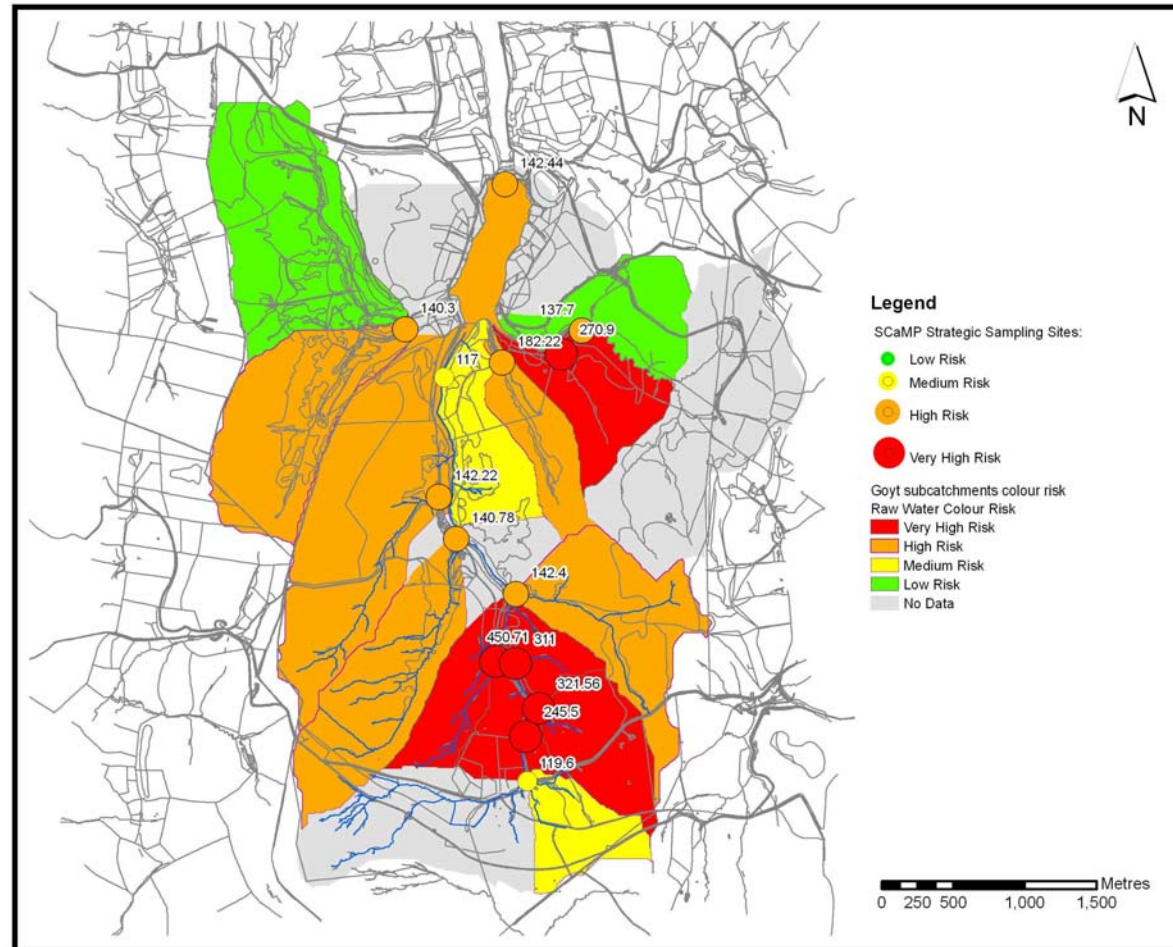 N
142.44
140.3
137.7
270.9
182.22
117
142.22
140.78
142.4
450.71
311
321.56
245.5
119.6
Legend
SCaMP Strategic Sampling Sites:
Low Risk
Medium Risk
High Risk
Very High Risk
Goyt subcatchments colour risk
Raw Water Colour Risk
Very High Risk
High Risk
Medium Risk
Low Risk
No Data
Metres
0 250 500 1,000 1,500